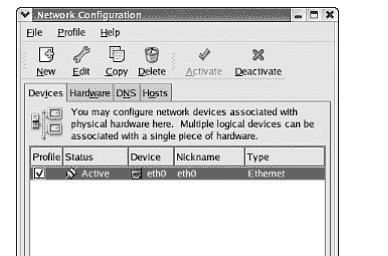 Network Configuration
File Profile Help
New Edit Copy Delete Activate Deactivate
Devices Hardware DNS Hosts
You may configure network devices associated with
physical hardware here. Multiple logical devices can be
associated with a single piece of hardware.
Profile Status Device Nickname Type
Active eth0 eth0 Ethernet